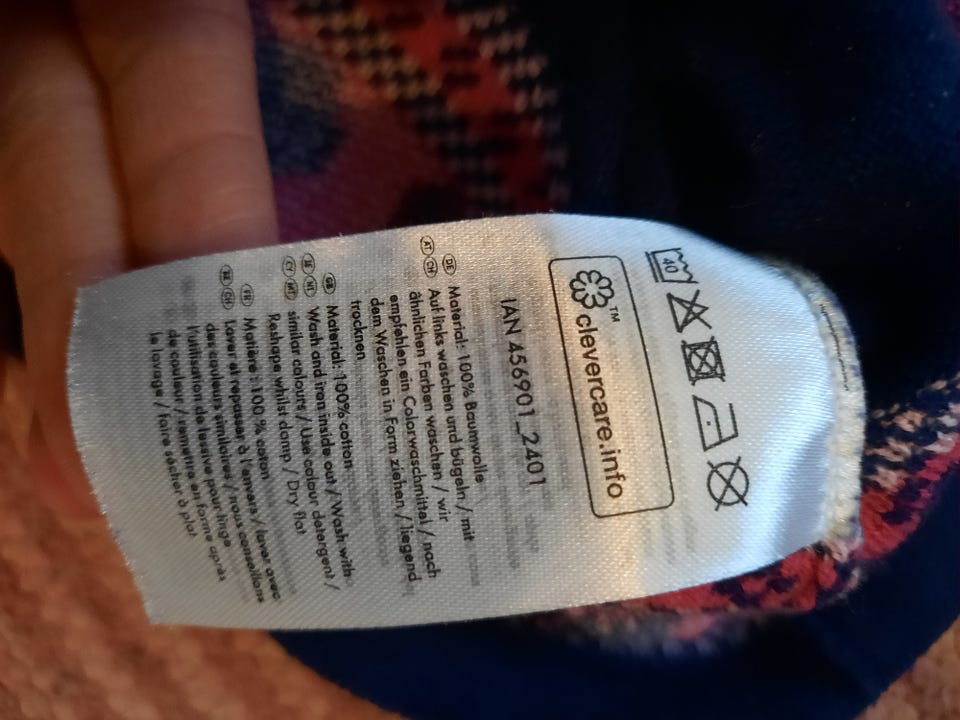 40
clevercare.info™
IAN 456901_2401
DE Material: 100% Baumwolle
AT CH Auf links waschen und bügeln / mit
ähnlichen Farben waschen / wir
empfehlen ein Colorwaschmittel / nach
dem Waschen in Form ziehen / liegend
trocknen
GB Material: 100% cotton
IE NI Wash and iron inside out / Wash with
CY MT similar colours / Use colour detergent /
Reshape whilst damp / Dry flat
FR Matière : 100 % coton
BE CH Laver et repasser à l'envers / laver avec
des couleurs similaires / nous conseillons
l'utilisation de lessive pour linge
de couleur / remettre en forme après
le lavage / faire sécher à plat